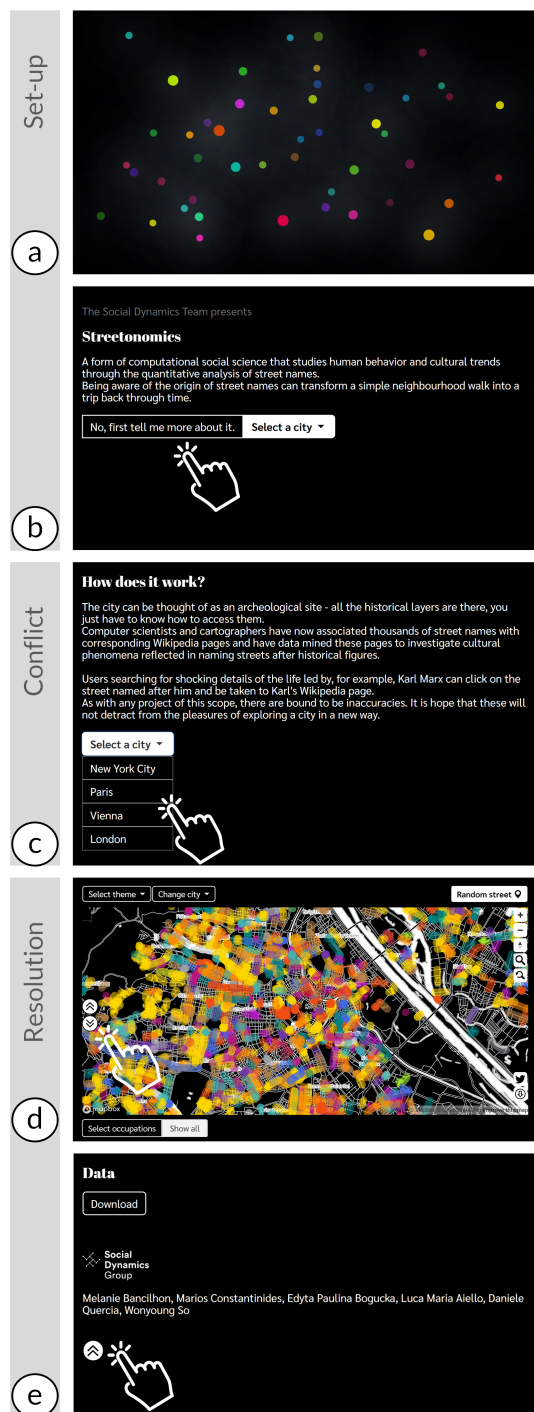 Set-up
a
The Social Dynamics Team presents
Streetonomics
A form of computational social science that studies human behavior and cultural trends
through the quantitative analysis of street names.
Being aware of the origin of street names can transform a simple neighbourhood walk into a
trip back through time.
No, first tell me more about it.
Select a city
b
Conflict
How does it work?
The city can be thought of as an archeological site - all the historical layers are there, you
just have to know how to access them.
Computer scientists and cartographers have now associated thousands of street names with
corresponding Wikipedia pages and have data mined these pages to investigate cultural
phenomena reflected in naming streets after historical figures.
Users searching for shocking details of the life led by, for example, Karl Marx can click on the
street named after him and be taken to Karl's Wikipedia page.
As with any project of this scope, there are bound to be inaccuracies. It is hope that these will
not detract from the pleasures of exploring a city in a new way.
Select a city
New York City
Paris
Vienna
London
c
Resolution
Select theme
Change city
Random street
mapbox
Select occupations
Show all
d
Data
Download
Social
Dynamics
Group
Melanie Bancilhon, Marios Constantinides, Edyta Paulina Bogucka, Luca Maria Aiello, Daniele
Quercia, Wonyoung So
e